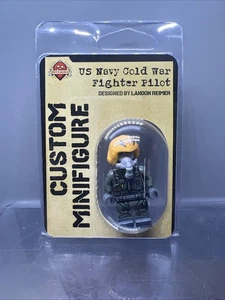 US Navy Cold War
Fighter Pilot
DESIGNED BY LANDON REIMER
CUSTOM
MINIFIGURE